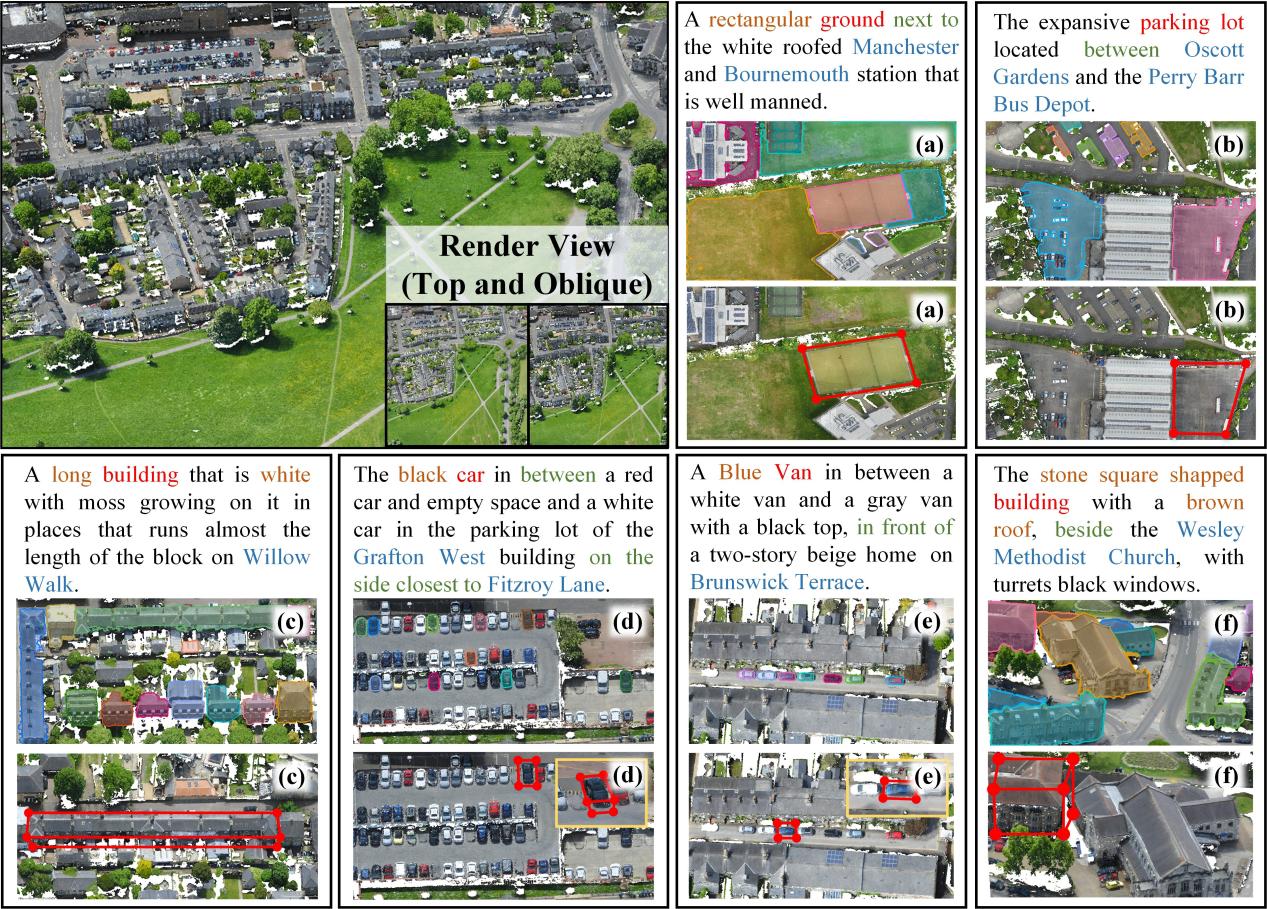 Render View
(Top and Oblique)
A rectangular ground next to
the white roofed Manchester
and Bournemouth station that
is well manned.
(a)
(a)
The expansive parking lot
located between Oscott
Gardens and the Perry Barr
Bus Depot.
(b)
(b)
A long building that is white
with moss growing on it in
places that runs almost the
length of the block on Willow
Walk.
(c)
(c)
The black car in between a red
car and empty space and a white
car in the parking lot of the
Grafton West building on the
side closest to Fitzroy Lane.
(d)
(d)
A Blue Van in between a
white van and a gray van
with a black top, in front of
a two-story beige home on
Brunswick Terrace.
(e)
(e)
The stone square shapped
building with a brown
roof, beside the Wesley
Methodist Church, with
turrets black windows.
(f)
(f)